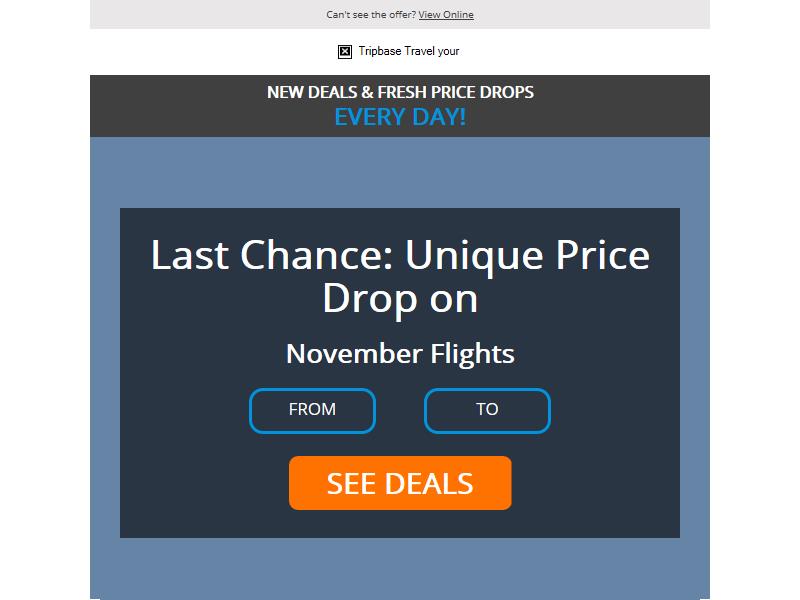 Can't see the offer? View Online
Tripbase Travel your
NEW DEALS & FRESH PRICE DROPS
EVERY DAY!
Last Chance: Unique Price
Drop on
November Flights
FROM TO
SEE DEALS